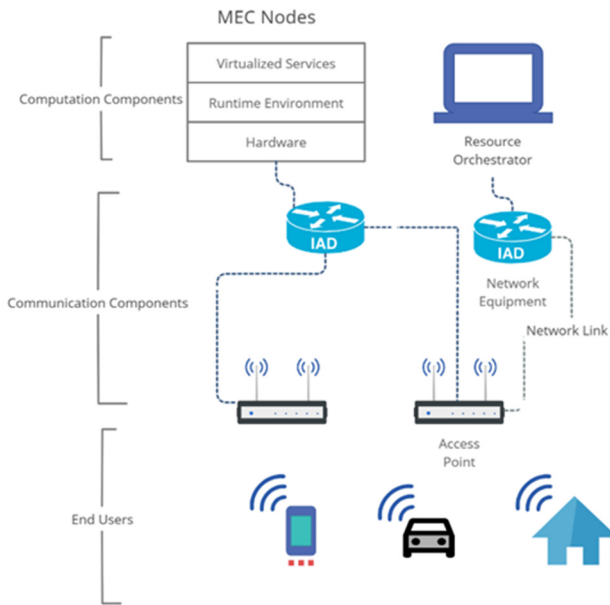 MEC Nodes
Virtualized Services
Computation Components
Runtime Environment
Hardware
Resource
Orchestrator
IAD
IAD
Network
Equipment
Communication Components
Network Link
Access
Point
End Users